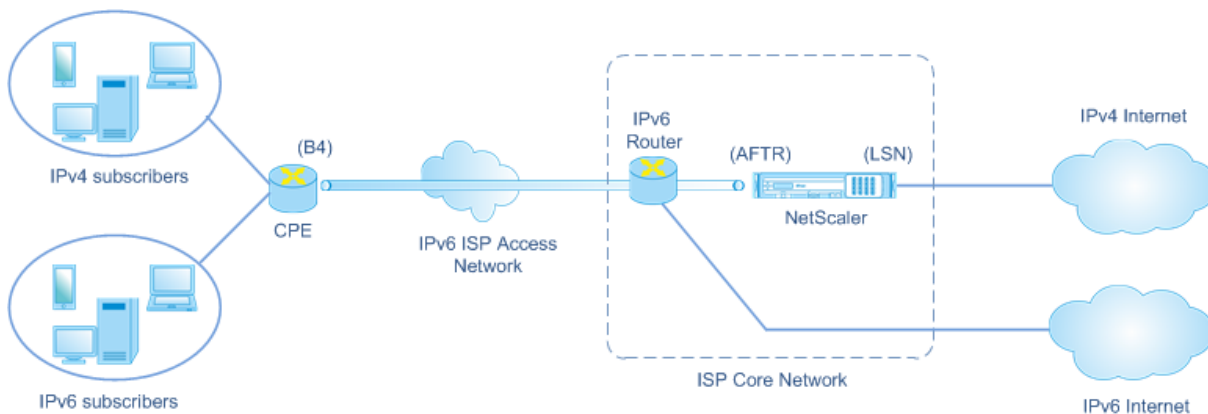 IPv4 subscribers
IPv6 subscribers
(B4)
CPE
IPv6 ISP Access
Network
IPv6
Router
(AFTR)
(LSN)
NetScaler
ISP Core Network
IPv4 Internet
IPv6 Internet